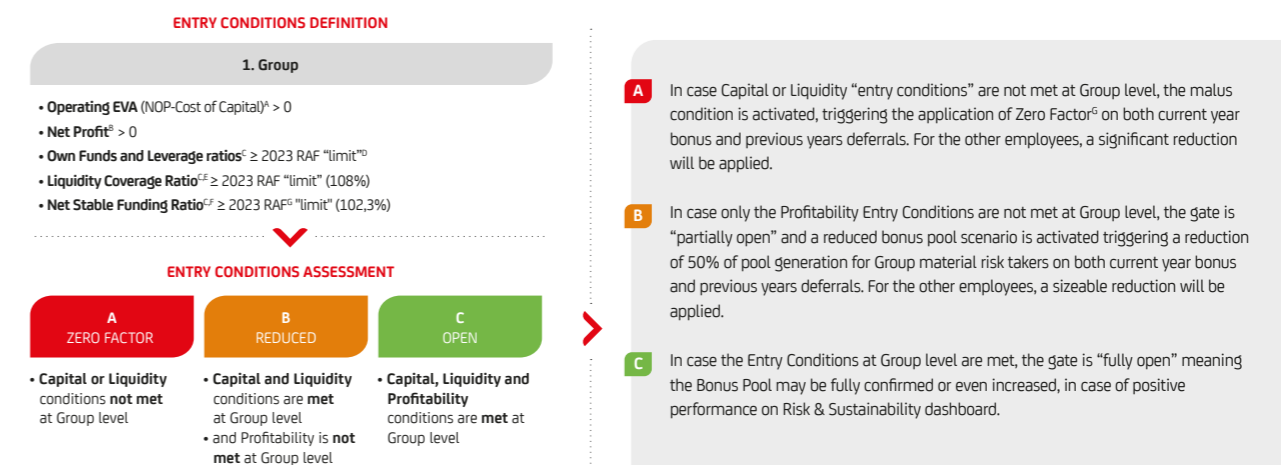 ENTRY CONDITIONS DEFINITION
1. Group
• Operating EVA (NOP-Cost of Capital)ᴬ > 0
• Net Profitᴮ > 0
• Own Funds and Leverage ratiosᶜ ≥ 2023 RAF “limit”ᴰ
• Liquidity Coverage Ratioᶜ,ᴱ ≥ 2023 RAF “limit” (108%)
• Net Stable Funding Ratioᶜ,ᶠ ≥ 2023 RAFᴳ "limit" (102,3%)
ENTRY CONDITIONS ASSESSMENT
A
ZERO FACTOR
• Capital or Liquidity
conditions not met
at Group level
B
REDUCED
• Capital and Liquidity
conditions are met
at Group level
• and Profitability is not
met at Group level
C
OPEN
• Capital, Liquidity and
Profitability
conditions are met at
Group level
A
In case Capital or Liquidity “entry conditions” are not met at Group level, the malus
condition is activated, triggering the application of Zero Factorᴳ on both current year
bonus and previous years deferrals. For the other employees, a significant reduction
will be applied.
B
In case only the Profitability Entry Conditions are not met at Group level, the gate is
“partially open” and a reduced bonus pool scenario is activated triggering a reduction
of 50% of pool generation for Group material risk takers on both current year bonus
and previous years deferrals. For the other employees, a sizeable reduction will be
applied.
C
In case the Entry Conditions at Group level are met, the gate is “fully open” meaning
the Bonus Pool may be fully confirmed or even increased, in case of positive
performance on Risk & Sustainability dashboard.